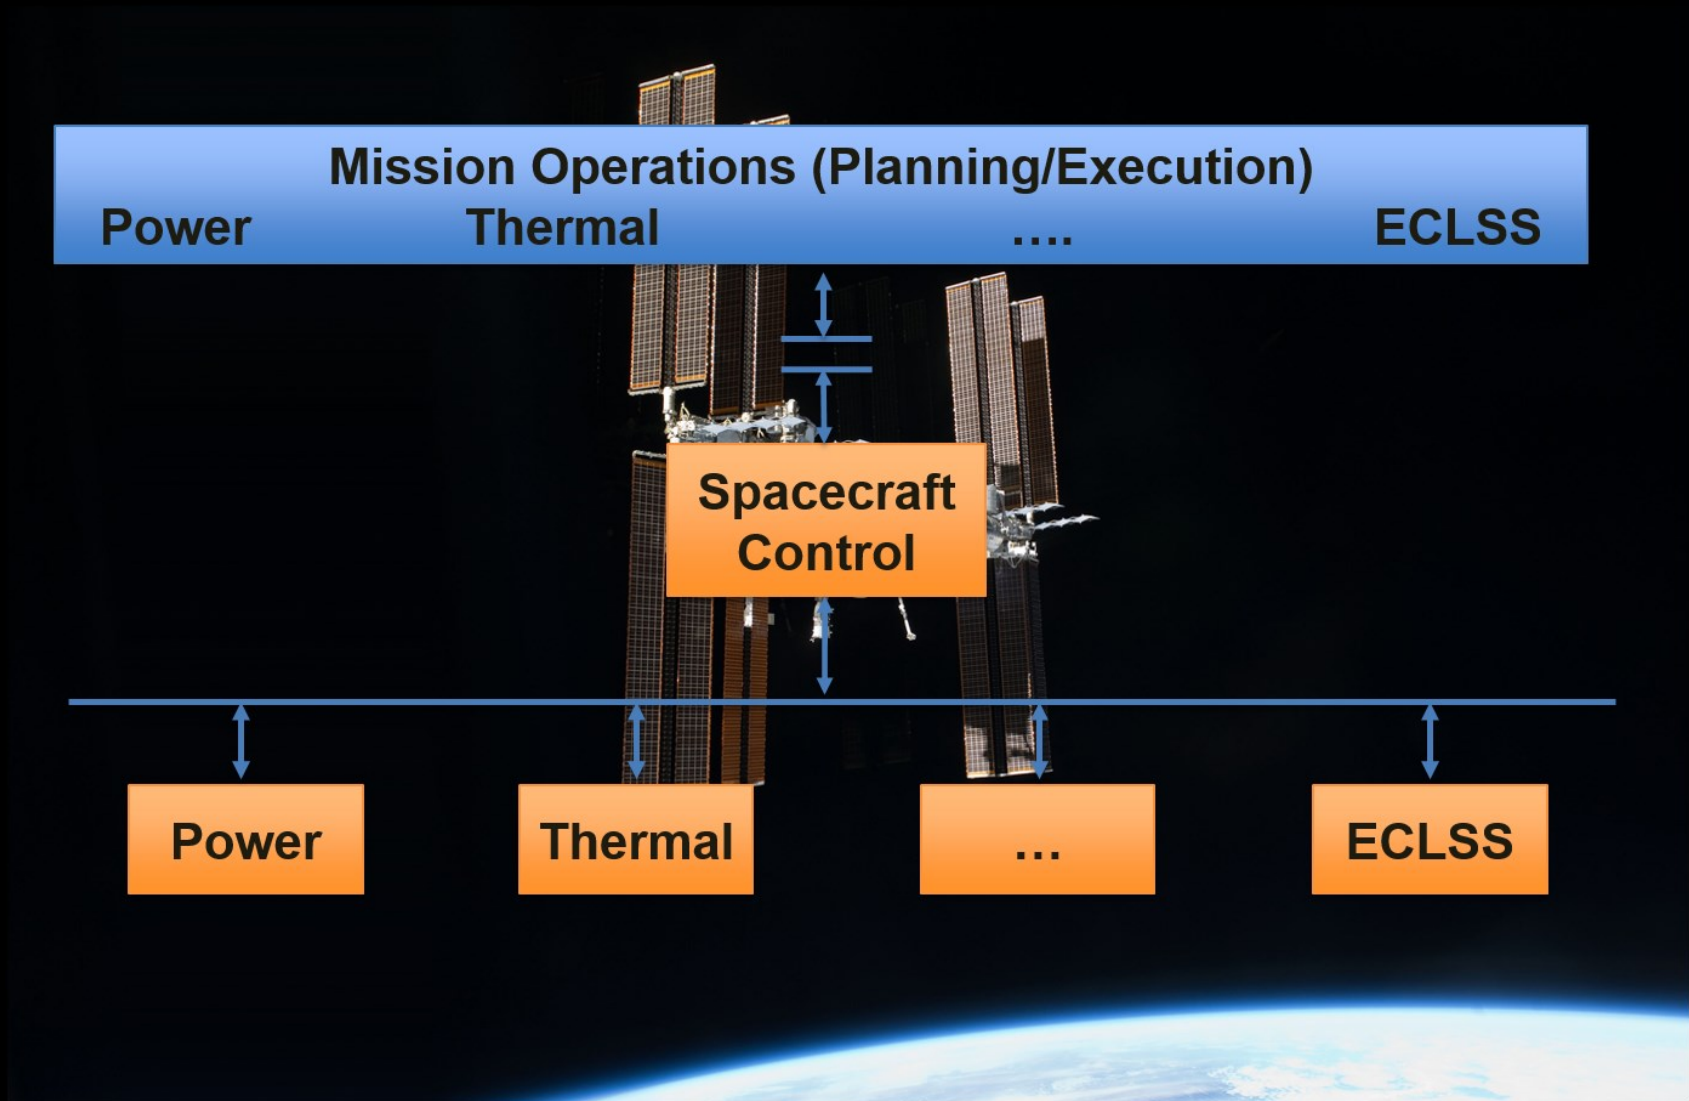 Mission Operations (Planning/Execution)
Power Thermal .... ECLSS
Spacecraft
Control
Power Thermal ... ECLSS